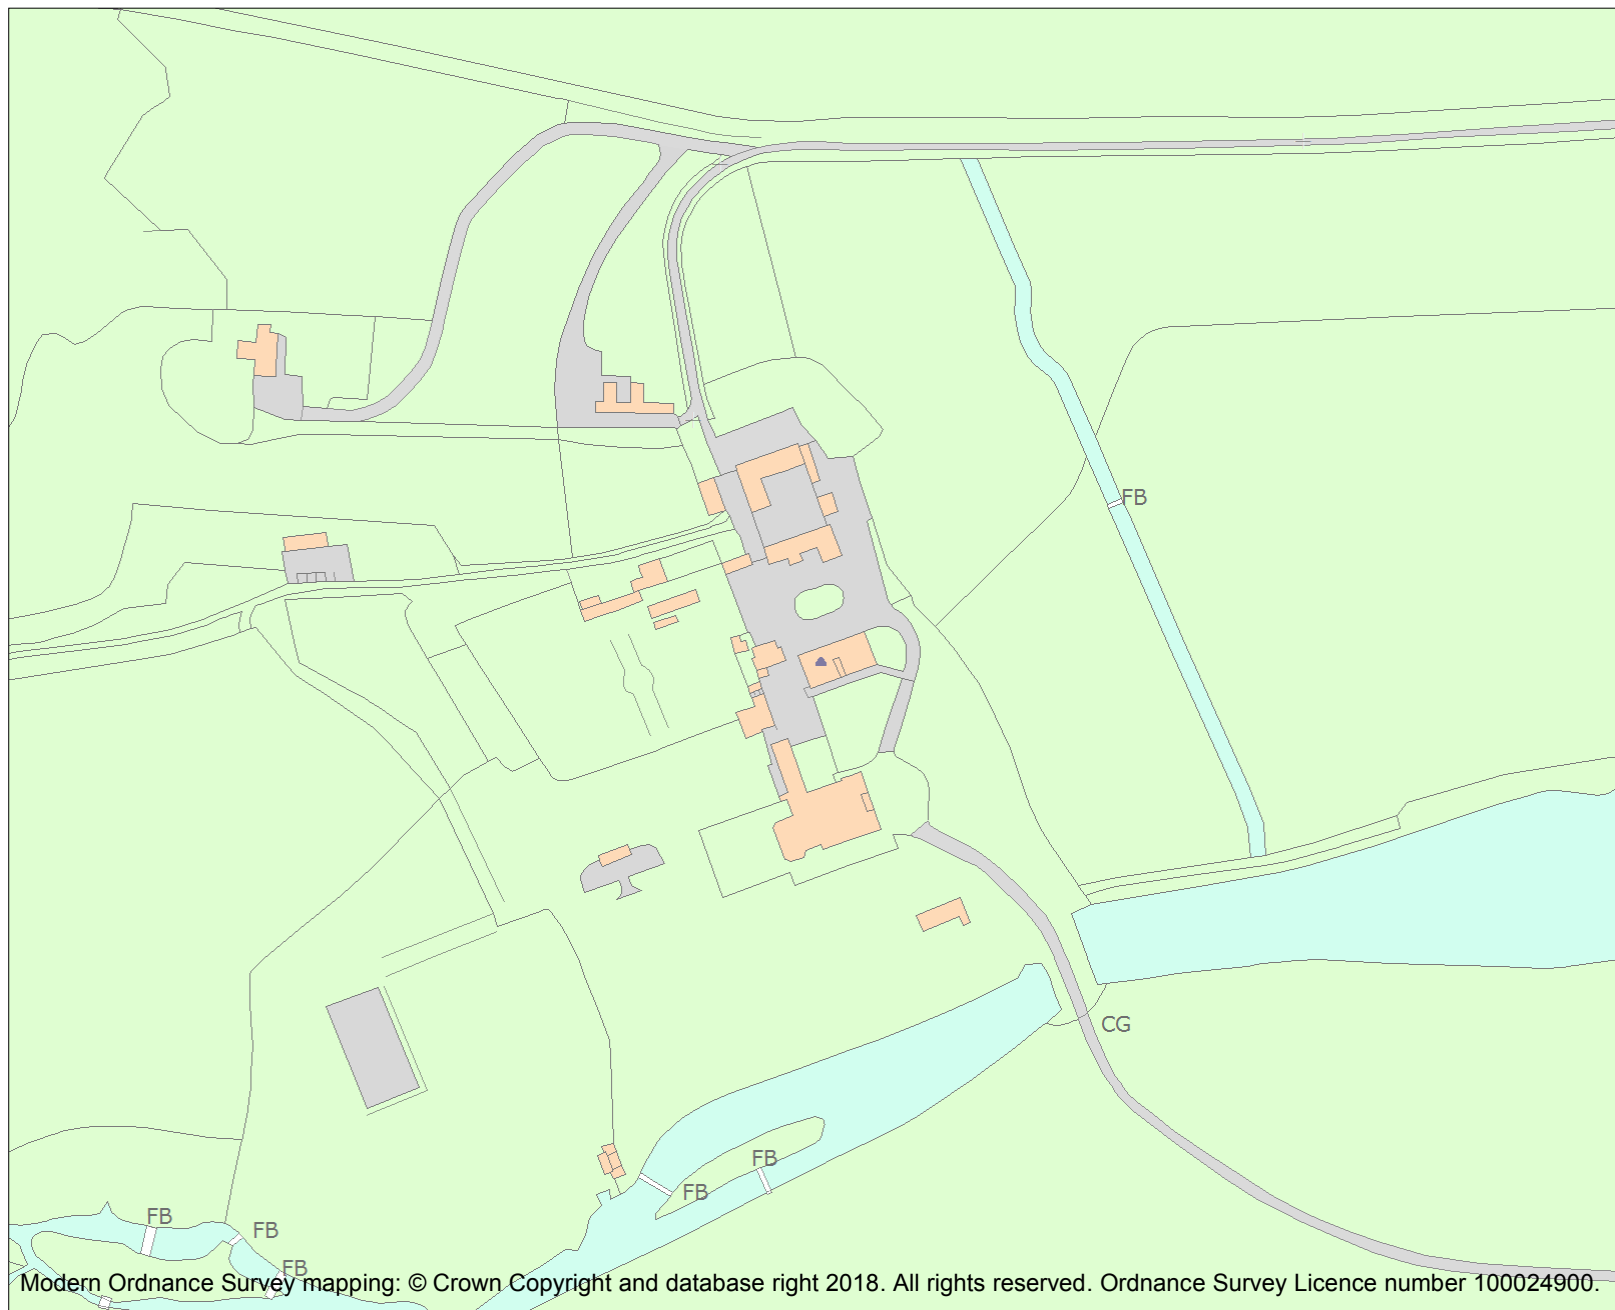 FB
CG
FB
FB
FB
FB
FB
Modern Ordnance Survey mapping: © Crown Copyright and database right 2018. All rights reserved. Ordnance Survey Licence number 100024900.